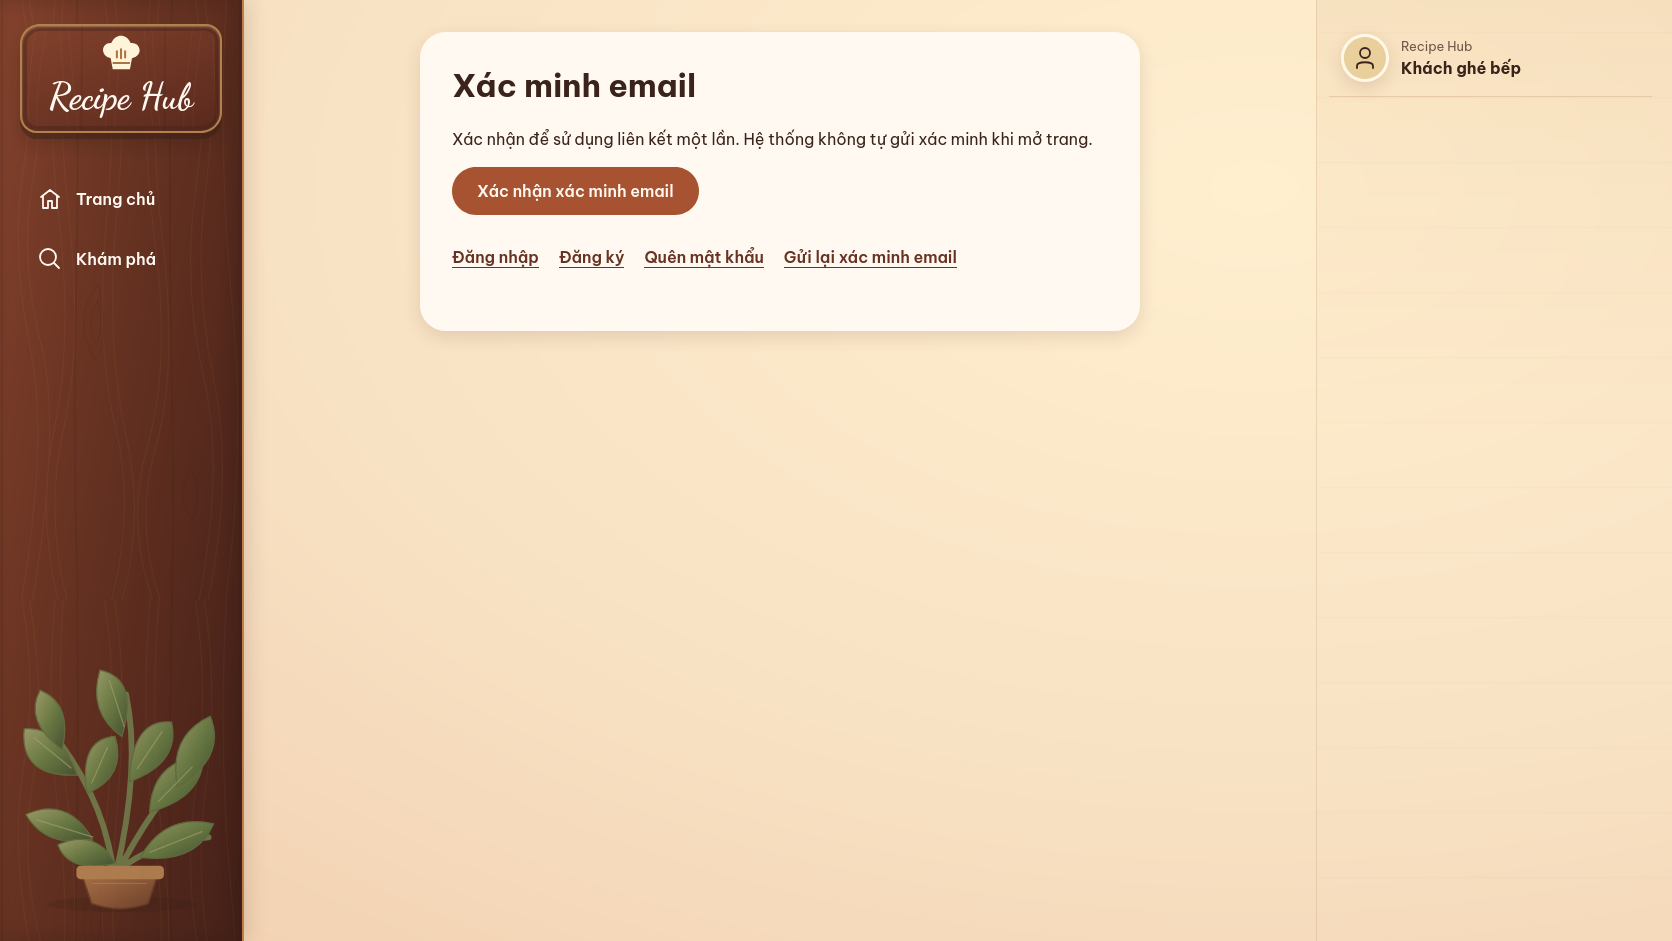 Recipe Hub
Trang chủ
Khám phá
Xác minh email
Xác nhận để sử dụng liên kết một lần. Hệ thống không tự gửi xác minh khi mở trang.
Xác nhận xác minh email
Đăng nhập Đăng ký Quên mật khẩu Gửi lại xác minh email
Recipe Hub
Khách ghé bếp